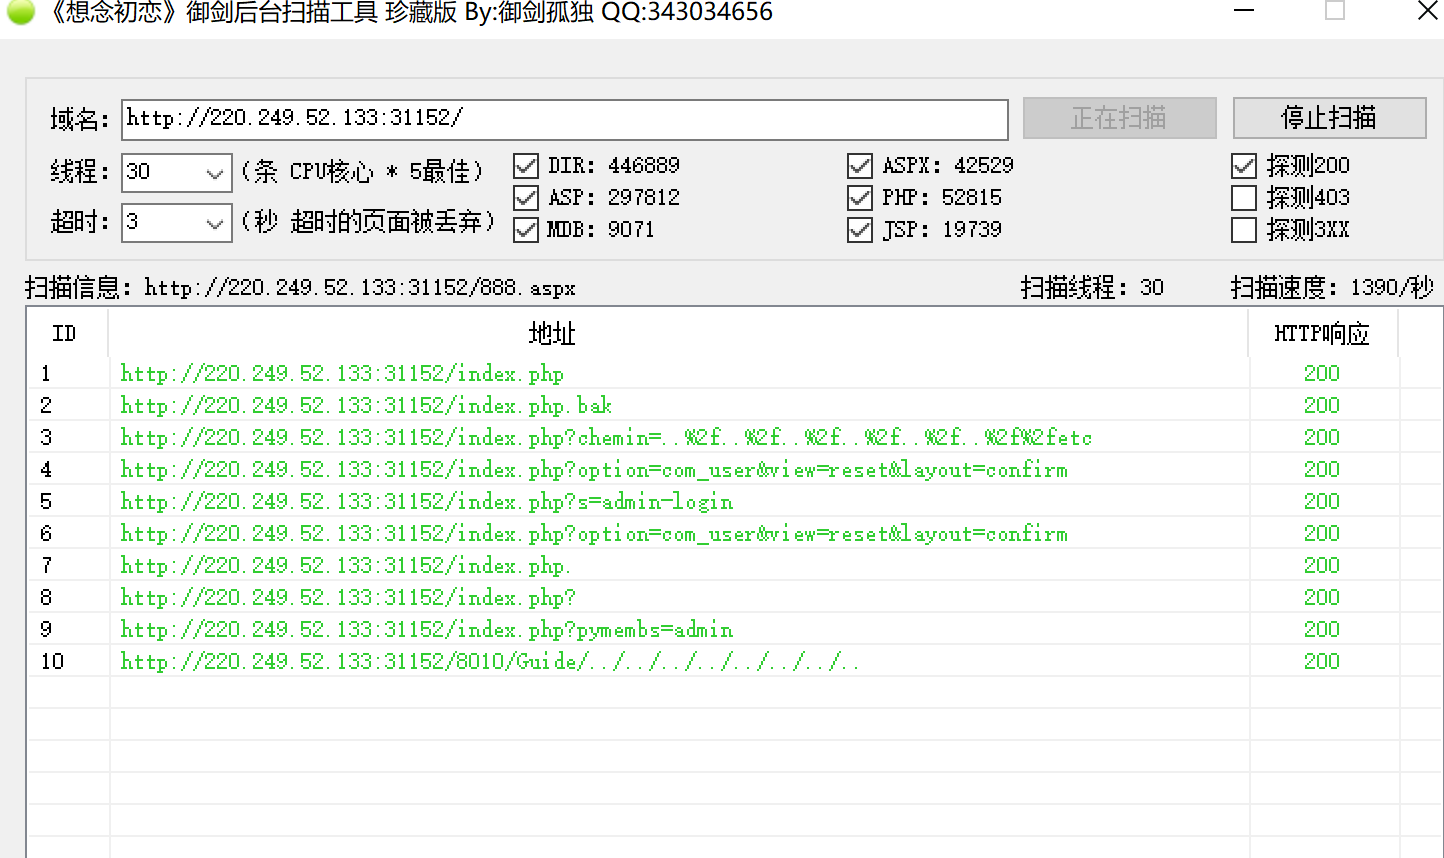 《想念初恋》御剑后台扫描工具 珍藏版 By:御剑孤独 QQ:343034656
域名: http://220.249.52.133:31152/ 正在扫描 停止扫描
线程: 30 (条 CPU核心 * 5最佳) DIR: 446889 ASPX: 42529 探测200
ASP: 297812 PHP: 52815 探测403
超时: 3 (秒 超时的页面被丢弃) MDB: 9071 JSP: 19739 探测3XX
扫描信息: http://220.249.52.133:31152/888.aspx 扫描线程: 30 扫描速度: 1390/秒
ID 地址 HTTP响应
1 http://220.249.52.133:31152/index.php 200
2 http://220.249.52.133:31152/index.php.bak 200
3 http://220.249.52.133:31152/index.php?chemin=..%2f..%2f..%2f..%2f..%2f..%2f%2fetc 200
4 http://220.249.52.133:31152/index.php?option=com_user&view=reset&layout=confirm 200
5 http://220.249.52.133:31152/index.php?s=admin-login 200
6 http://220.249.52.133:31152/index.php?option=com_user&view=reset&layout=confirm 200
7 http://220.249.52.133:31152/index.php. 200
8 http://220.249.52.133:31152/index.php? 200
9 http://220.249.52.133:31152/index.php?pymembs=admin 200
10 http://220.249.52.133:31152/8010/Guide/../../../../../../../.. 200